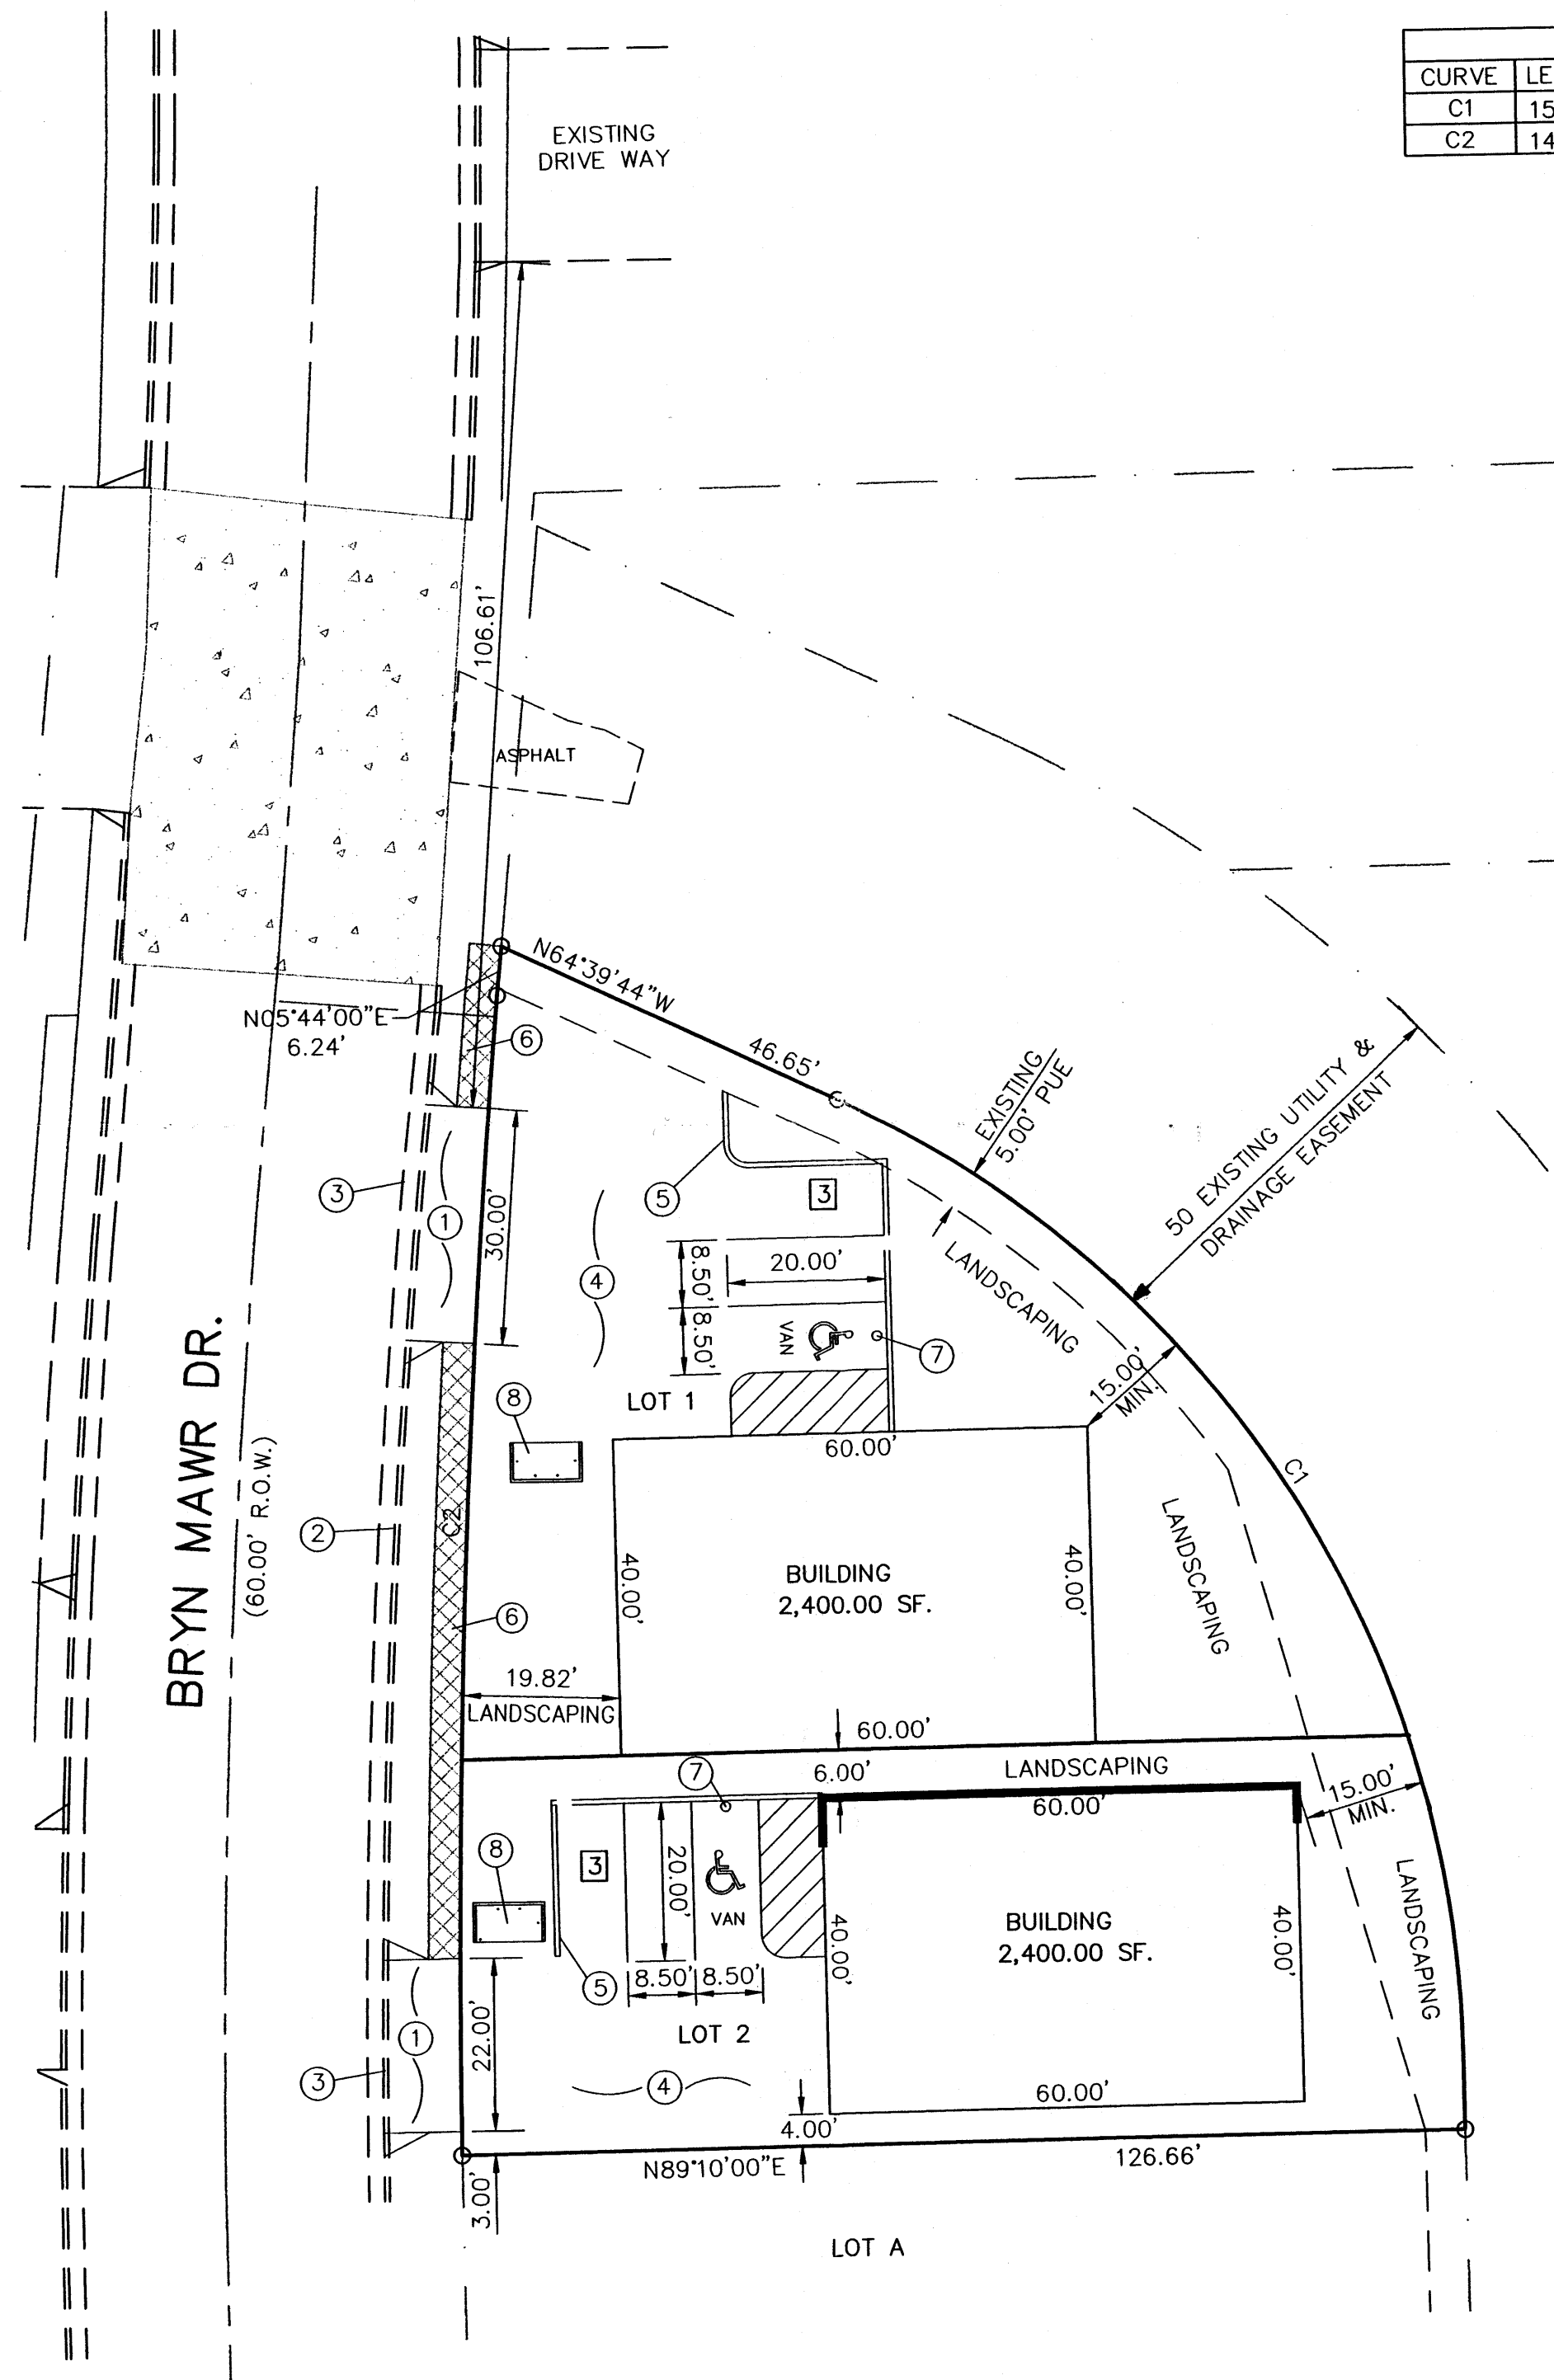 CURVE LE
C1 15
C2 14
EXISTING
DRIVE WAY
106.61'
ASPHALT
N64°39'44"W
46.65'
N05°44'00"E
6.24'
6
EXISTING
5.00' PUE
50 EXISTING UTILITY &
DRAINAGE EASEMENT
3
1
30.00'
5
3
4
8.50'
20.00'
LANDSCAPING
8.50'
VAN
7
15.00'
MIN.
LOT 1
8
60.00'
C1
BRYN MAWR DR.
(60.00' R.O.W.)
2
C2
40.00'
BUILDING
2,400.00 SF.
40.00'
LANDSCAPING
6
19.82'
LANDSCAPING
60.00'
7
6.00'
LANDSCAPING
60.00'
15.00'
MIN.
8
3
20.00'
VAN
40.00'
BUILDING
2,400.00 SF.
40.00'
LANDSCAPING
5
8.50'
8.50'
1
22.00'
LOT 2
3
4
60.00'
4.00'
N89°10'00"E
126.66'
3.00'
LOT A